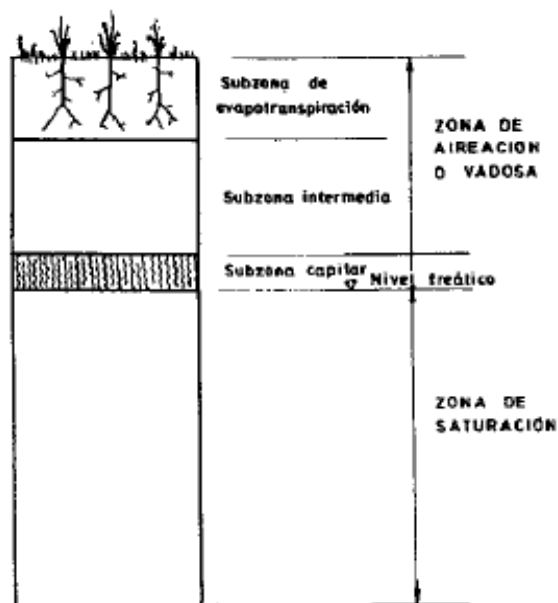 Subzona de
evapotranspiración
ZONA DE
AIREACION
O VADOSA
Subzona intermedia
Subzona capilar
Nivel freático
ZONA DE
SATURACIÓN